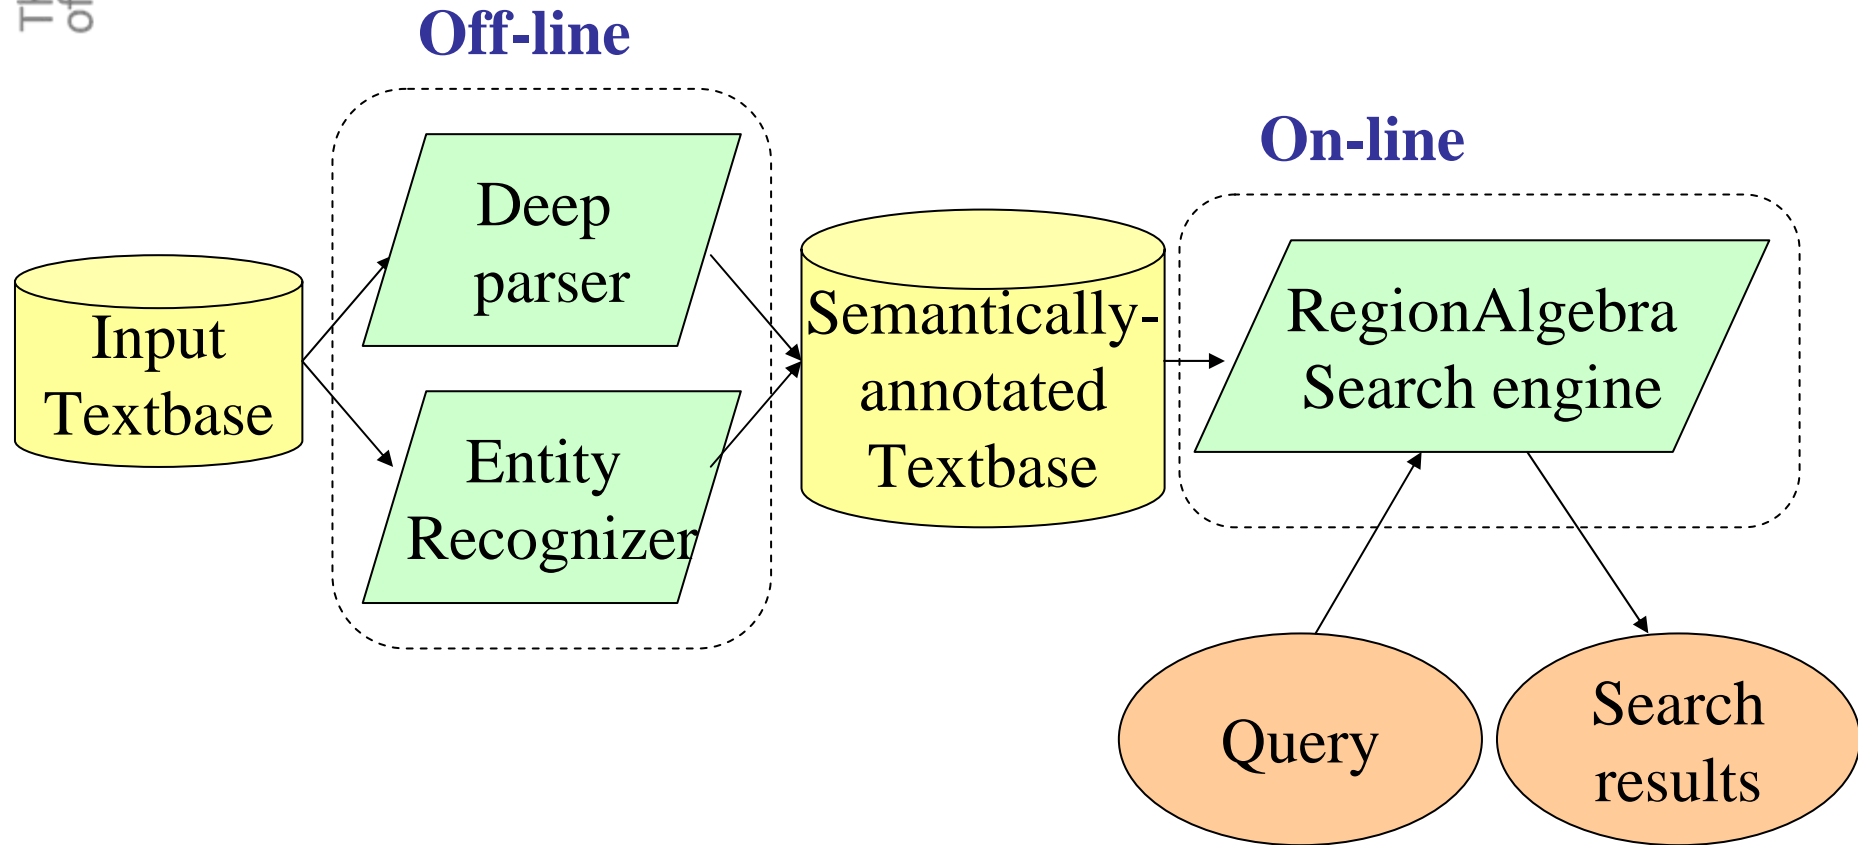 Off-line
On-line
Deep
parser
Input
Textbase
Entity
Recognizer
Semantically-
annotated
Textbase
RegionAlgebra
Search engine
Query
Search
results